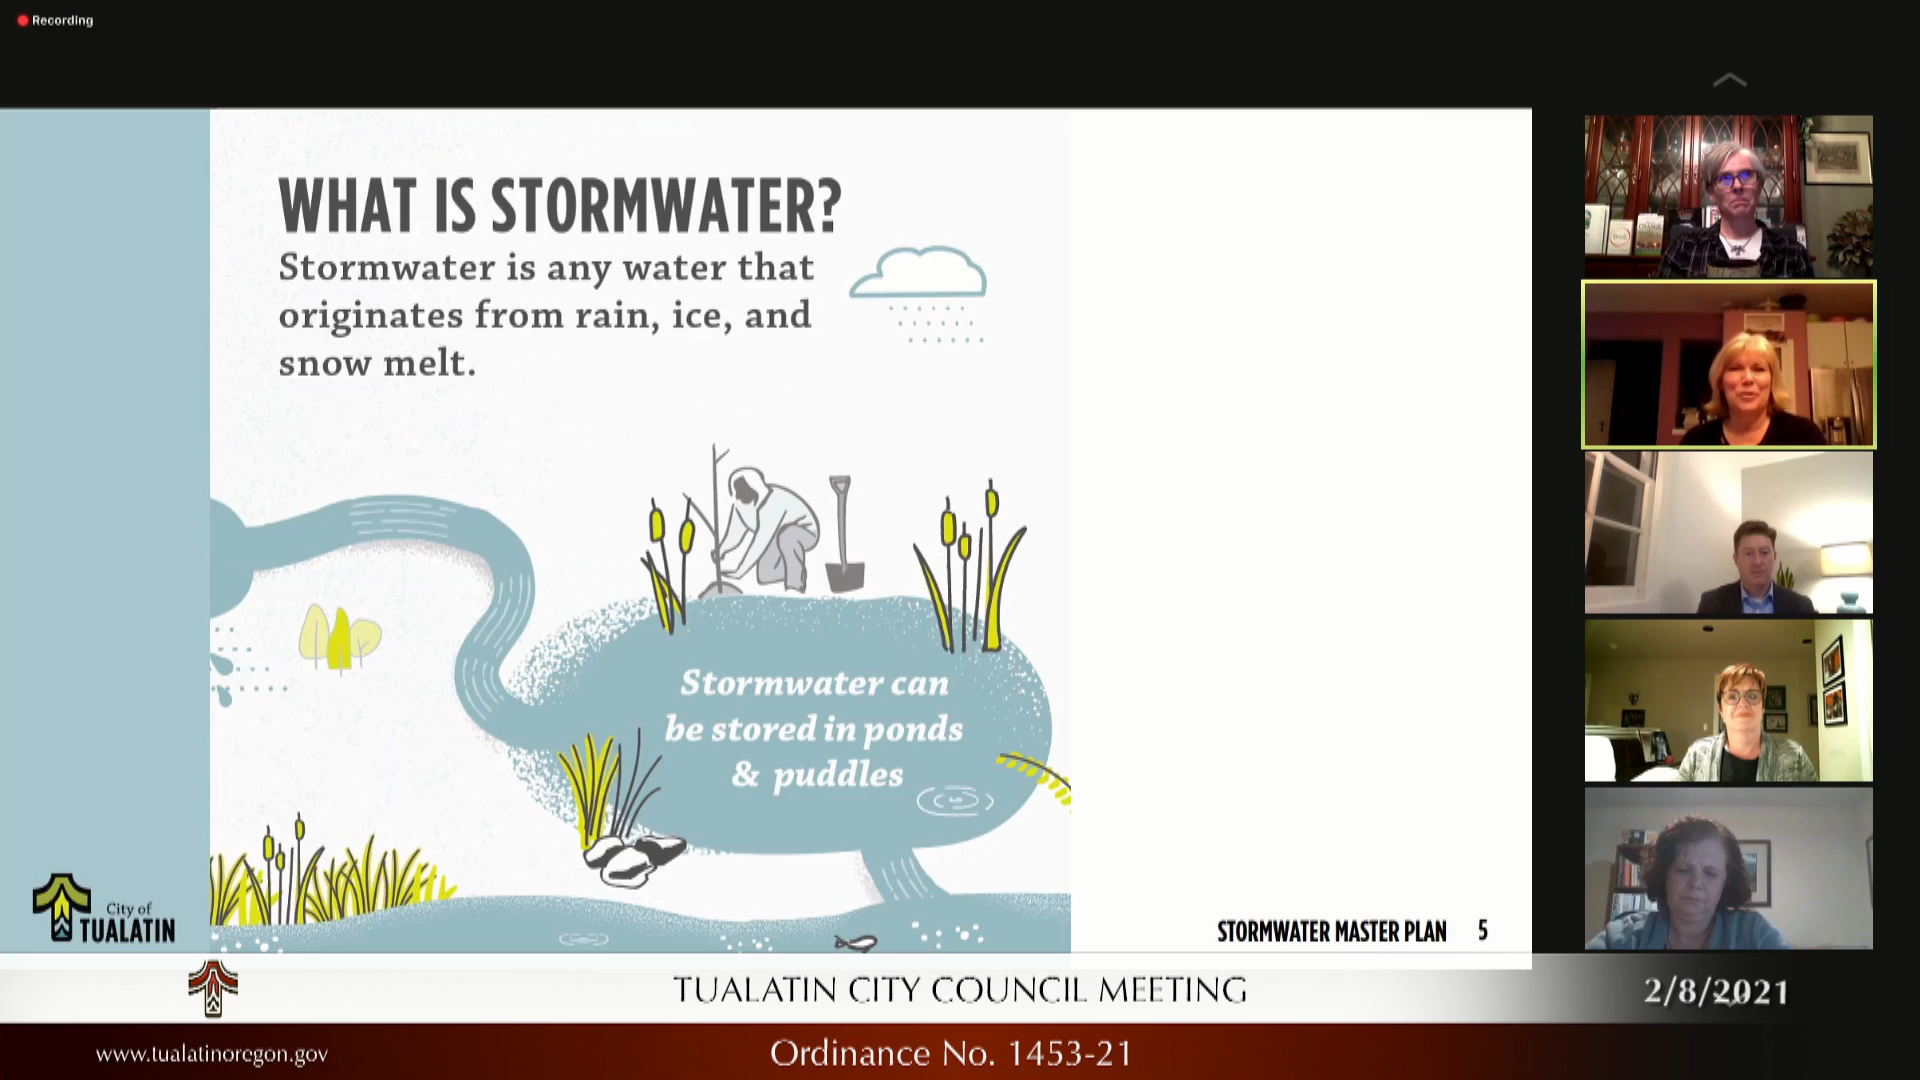 Recording
WHAT IS STORMWATER?
Stormwater is any water that
originates from rain, ice, and
snow melt.
Stormwater can
be stored in ponds
& puddles
City of
TUALATIN
STORMWATER MASTER PLAN 5
TUALATIN CITY COUNCIL MEETING
2/8/2021
www.tualatinoregon.gov
Ordinance No. 1453-21